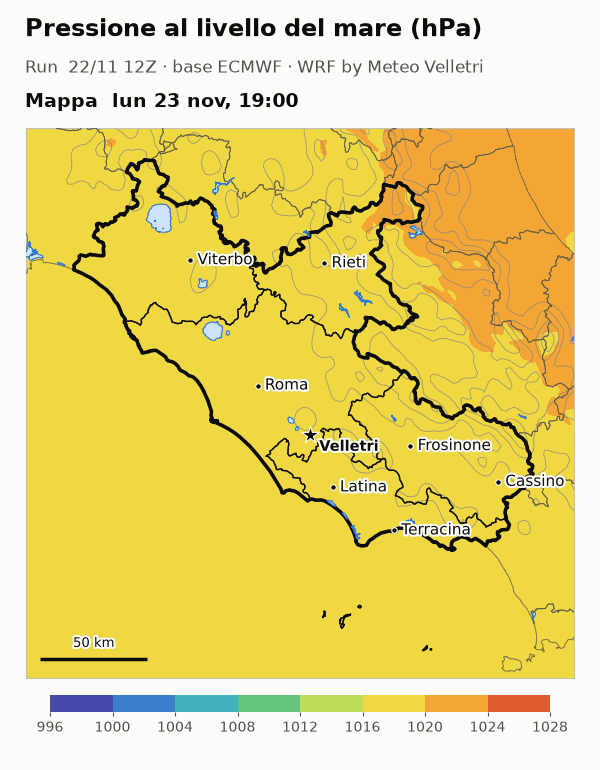 Pressione al livello del mare (hPa)
Run  22/11 12Z · base ECMWF · WRF by Meteo Velletri
Mappa  lun 23 nov, 19:00
Viterbo
Rieti
Roma
Velletri
Frosinone
Cassino
Latina
Terracina
50 km
996 1000 1004 1008 1012 1016 1020 1024 1028